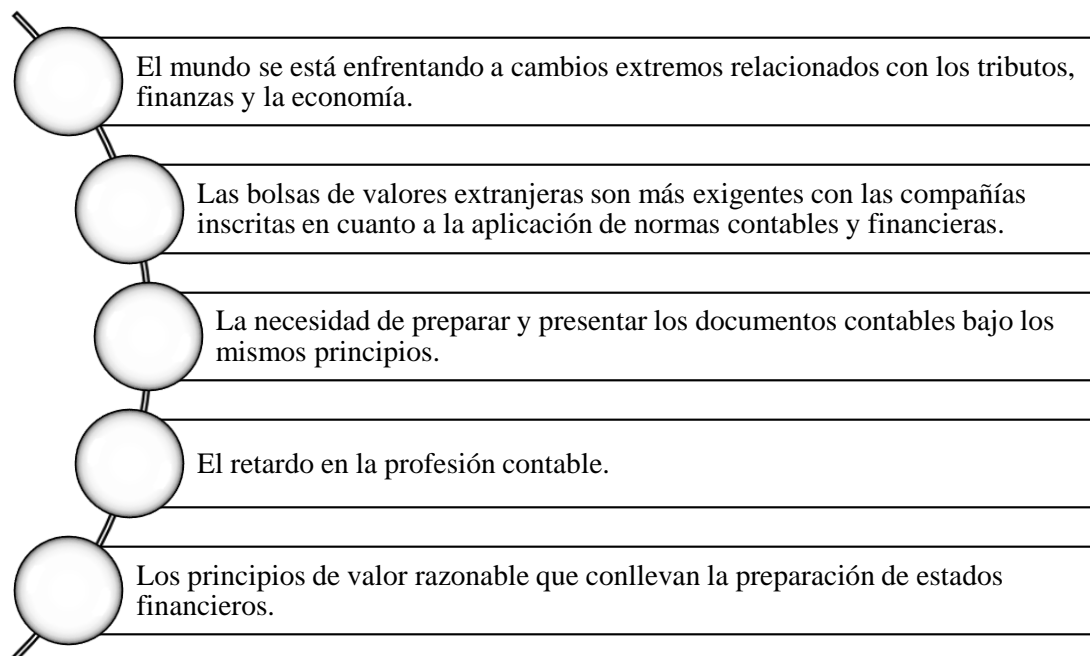 El mundo se está enfrentando a cambios extremos relacionados con los tributos,
finanzas y la economía.
Las bolsas de valores extranjeras son más exigentes con las compañías
inscritas en cuanto a la aplicación de normas contables y financieras.
La necesidad de preparar y presentar los documentos contables bajo los
mismos principios.
El retardo en la profesión contable.
Los principios de valor razonable que conllevan la preparación de estados
financieros.